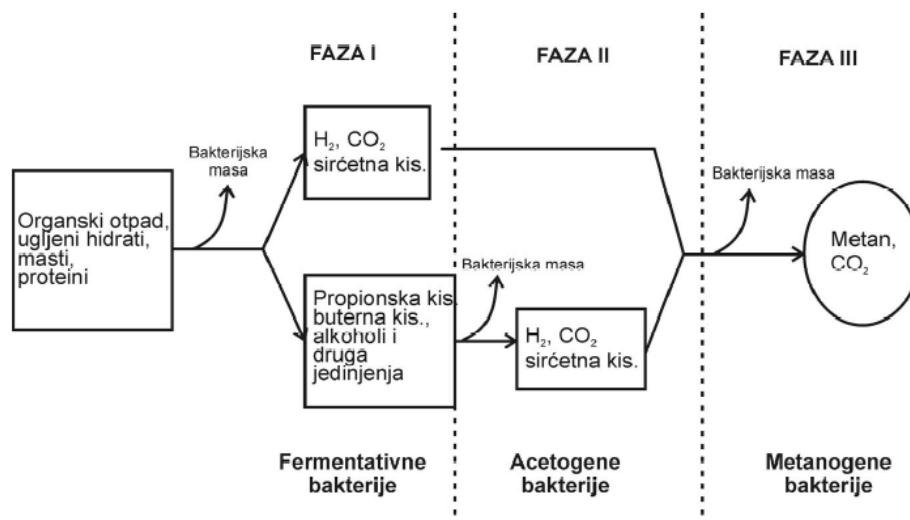 FAZA I
FAZA II
FAZA III
Organski otpad,
ugljeni hidrati,
masti,
proteini
Bakterijska
masa
H₂, CO₂
sirćetna kis.
Propionska kis.
buterna kis.,
alkoholi i
druga
jedinjenja
Bakterijska masa
H₂, CO₂
sirćetna kis.
Bakterijska masa
Metan,
CO₂
Fermentativne
bakterije
Acetogene
bakterije
Metanogene
bakterije